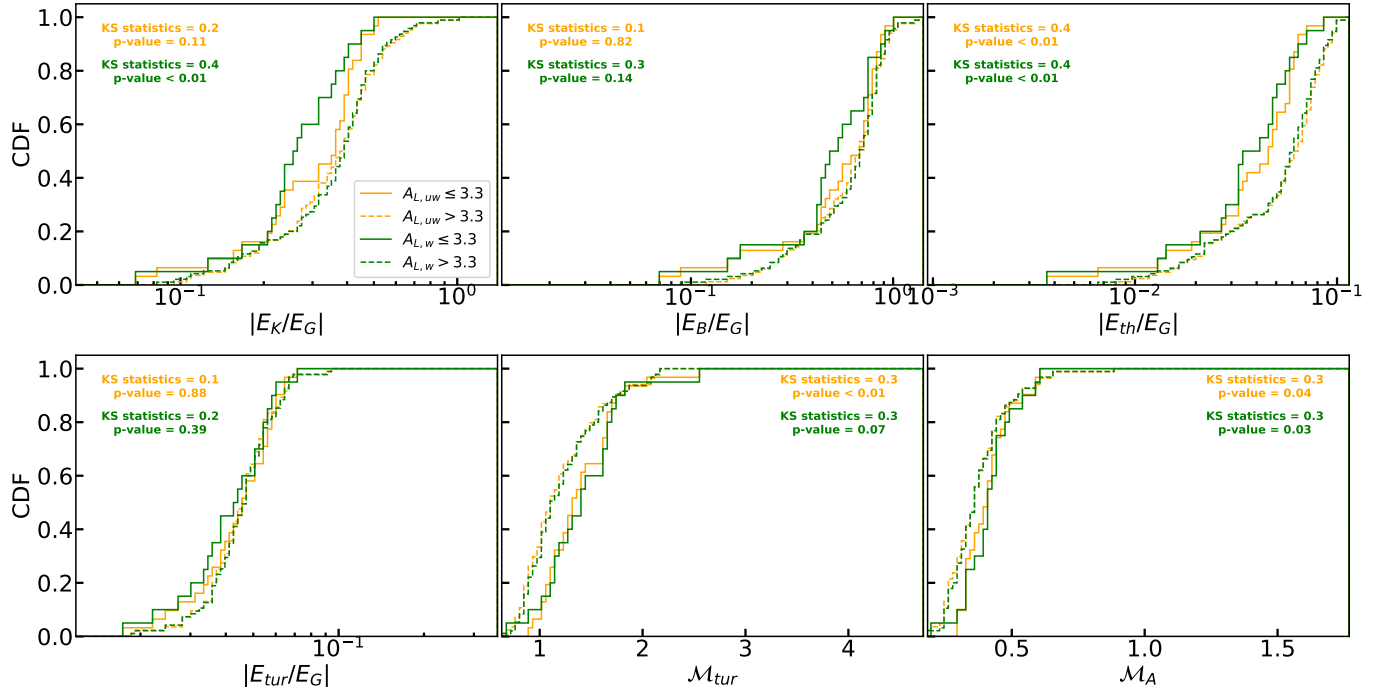 CDF
1.0
0.8
0.6
0.4
0.2
0.0
KS statistics = 0.2
p-value = 0.11
KS statistics = 0.4
p-value < 0.01
A_{L,uw} ≤ 3.3
A_{L,uw} > 3.3
A_{L,w} ≤ 3.3
A_{L,w} > 3.3
10^{-1}
10^{0}
|E_K/E_G|
KS statistics = 0.1
p-value = 0.82
KS statistics = 0.3
p-value = 0.14
10^{-1}
10^{0}
|E_B/E_G|
KS statistics = 0.4
p-value < 0.01
KS statistics = 0.4
p-value < 0.01
10^{-3}
10^{-2}
10^{-1}
|E_{th}/E_G|
CDF
1.0
0.8
0.6
0.4
0.2
0.0
KS statistics = 0.1
p-value = 0.88
KS statistics = 0.2
p-value = 0.39
10^{-1}
|E_{tur}/E_G|
KS statistics = 0.3
p-value < 0.01
KS statistics = 0.3
p-value = 0.07
1
2
3
4
ℳ_{tur}
KS statistics = 0.3
p-value = 0.04
KS statistics = 0.3
p-value = 0.03
0.5
1.0
1.5
ℳ_A